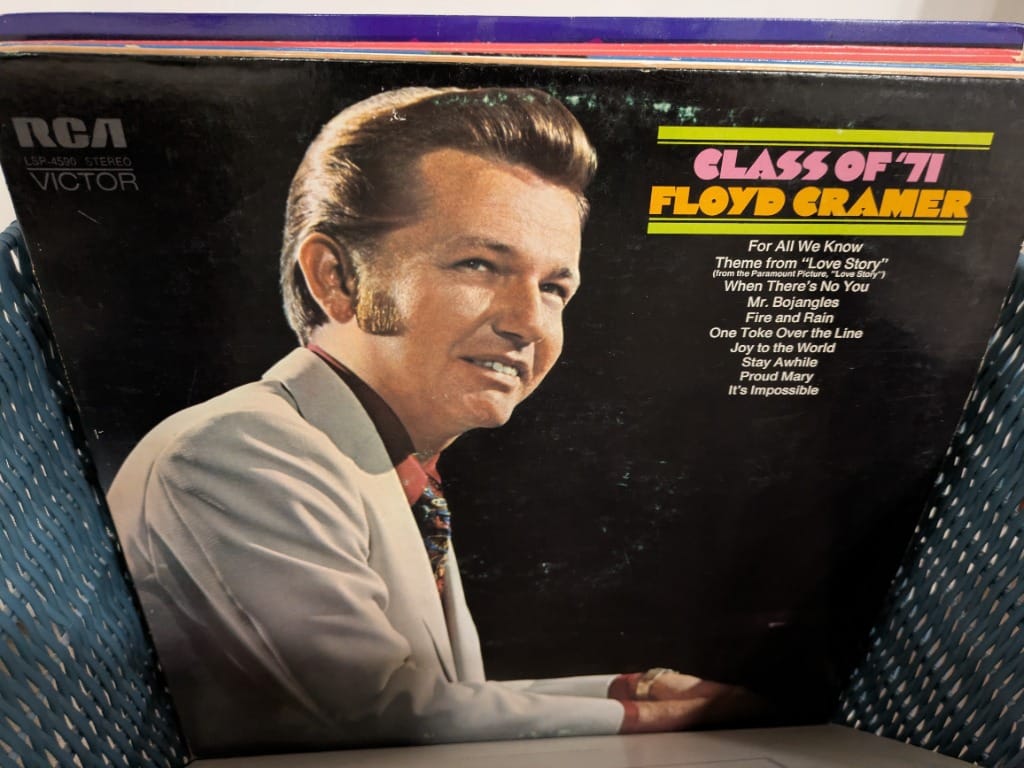 RCA
LSP-4590 STEREO
VICTOR
CLASS OF '71
FLOYD CRAMER
For All We Know
Theme from “Love Story”
(from the Paramount Picture, “Love Story”)
When There's No You
Mr. Bojangles
Fire and Rain
One Toke Over the Line
Joy to the World
Stay Awhile
Proud Mary
It's Impossible